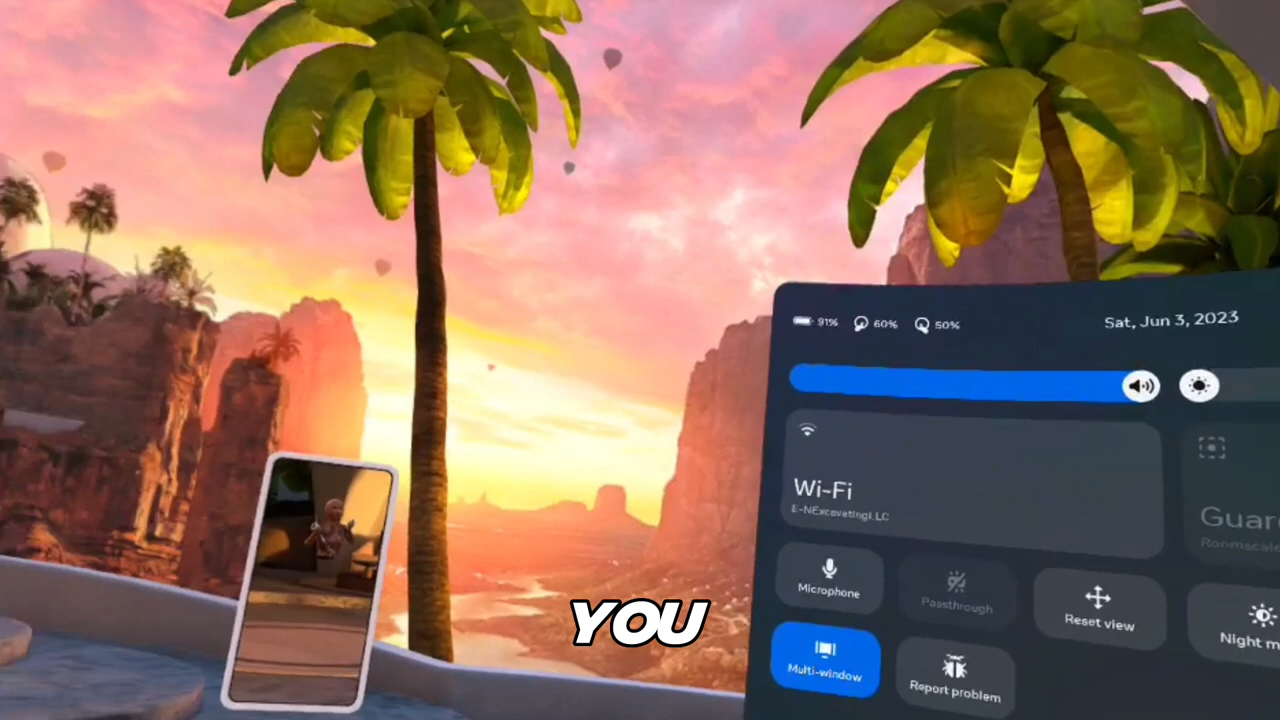 91% 60% 50% Sat, Jun 3, 2023
Wi-Fi
E-NExcavatingLLC
Guar
Roomscale
Microphone
Passthrough
Reset view
Night m
Multi-window
Report problem
YOU